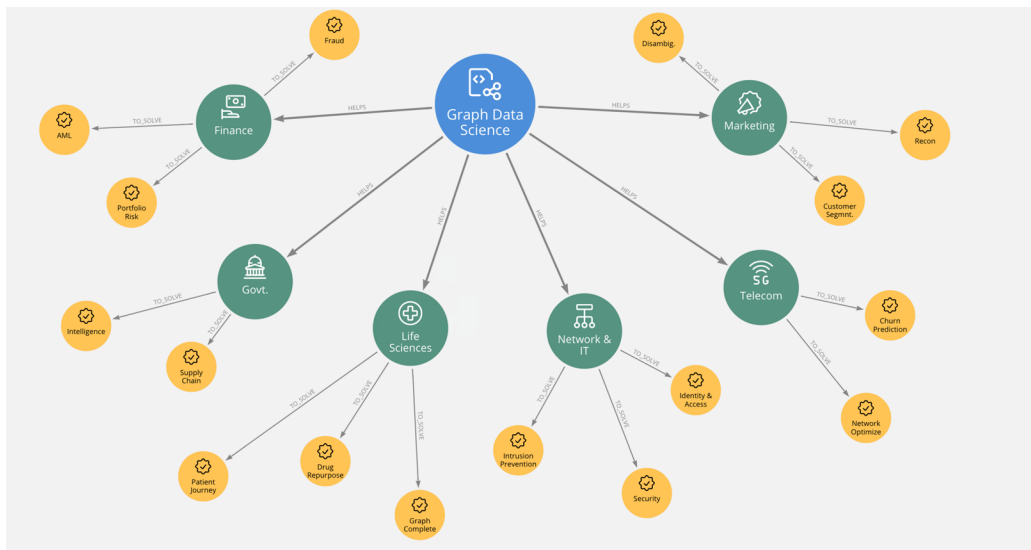 Fraud
Disambig.
TO_SOLVE
TO_SOLVE
Graph Data
Science
HELPS
HELPS
Finance
Marketing
TO_SOLVE
AML
TO_SOLVE
Recon
TO_SOLVE
TO_SOLVE
Portfolio
Risk
Customer
Segmnt.
HELPS
HELPS
HELPS
HELPS
Govt.
5G
Telecom
TO_SOLVE
Intelligence
TO_SOLVE
Churn
Prediction
TO_SOLVE
Supply
Chain
Life
Sciences
Network &
IT
TO_SOLVE
TO_SOLVE
Identity &
Access
TO_SOLVE
TO_SOLVE
TO_SOLVE
TO_SOLVE
TO_SOLVE
Network
Optimize
Patient
Journey
Drug
Repurpose
Intrusion
Prevention
Security
Graph
Complete